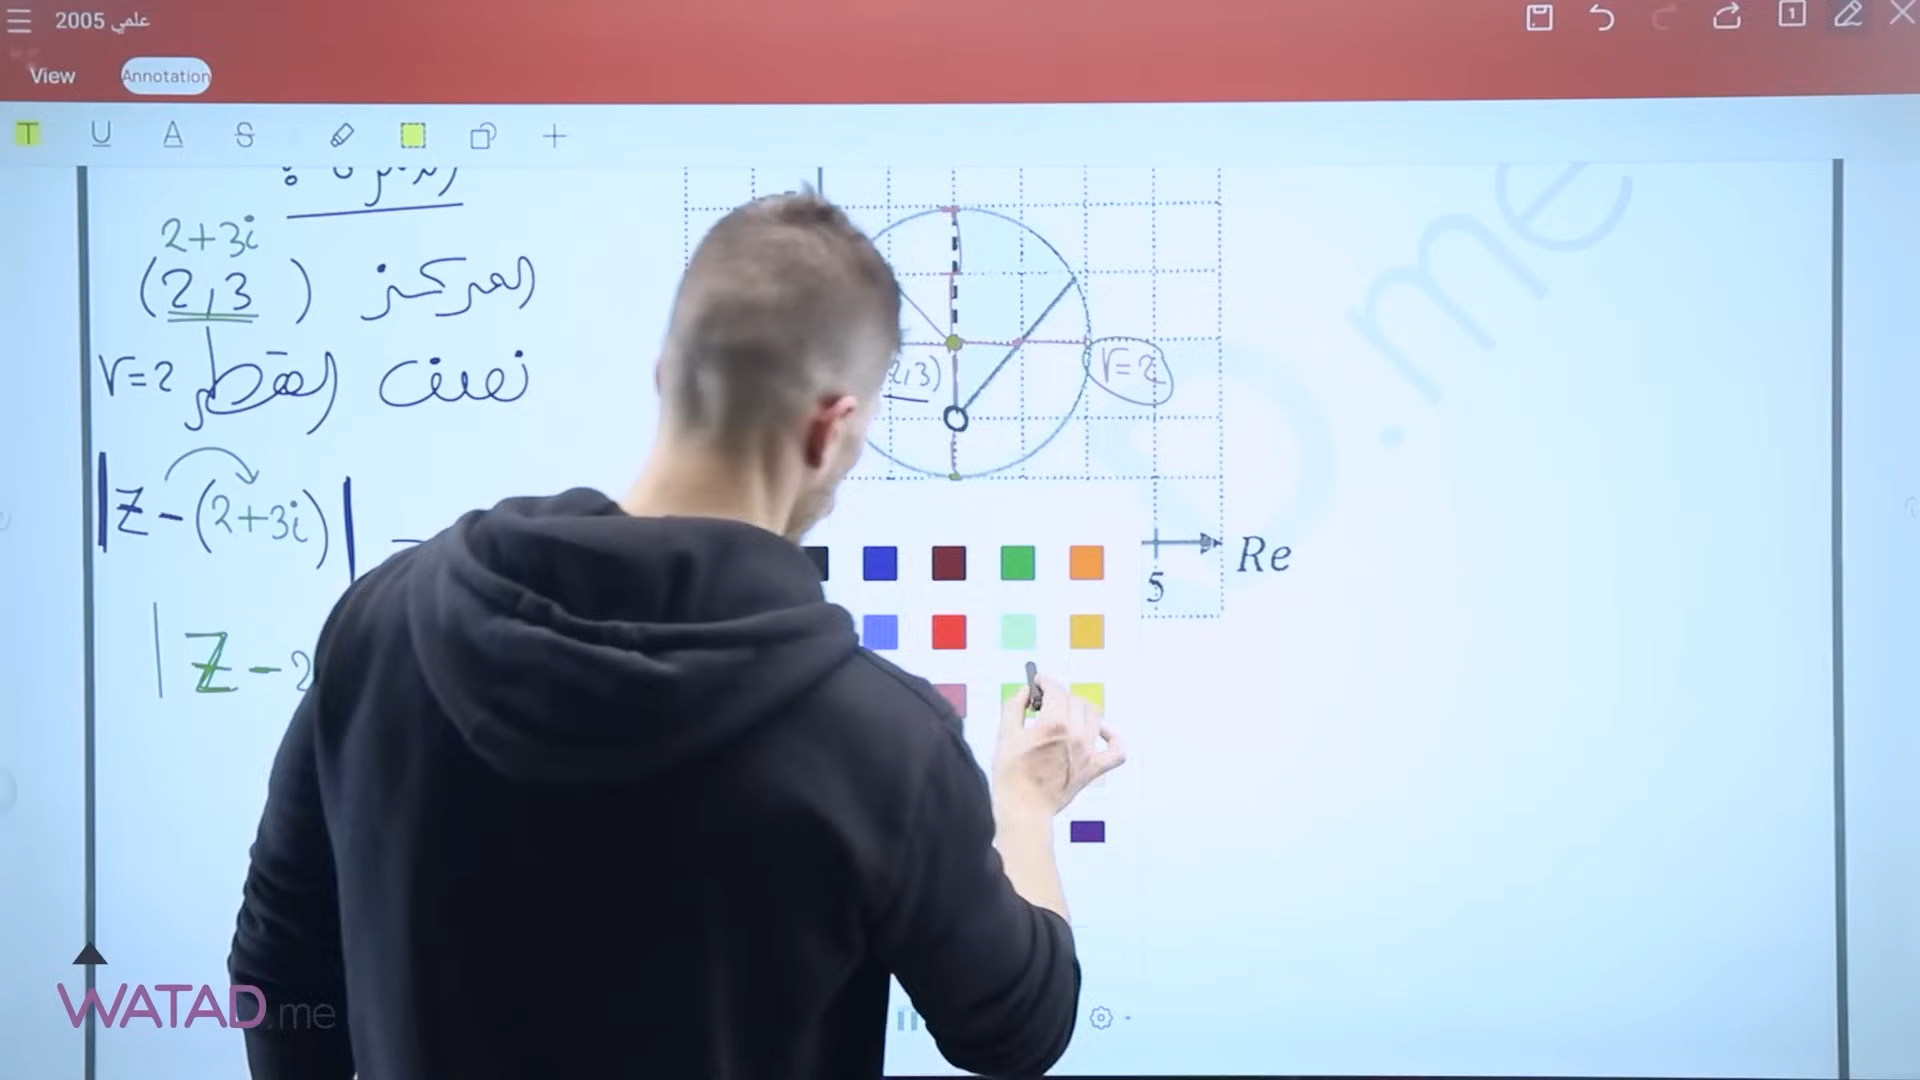 علمي 2005
View Annotation
T U A S
2+3i
المركز (2,3)
نصف القطر r=2
|z-(2+3i)|
|z-2
2,3)
r=2
5
Re
.me
WATAD.me